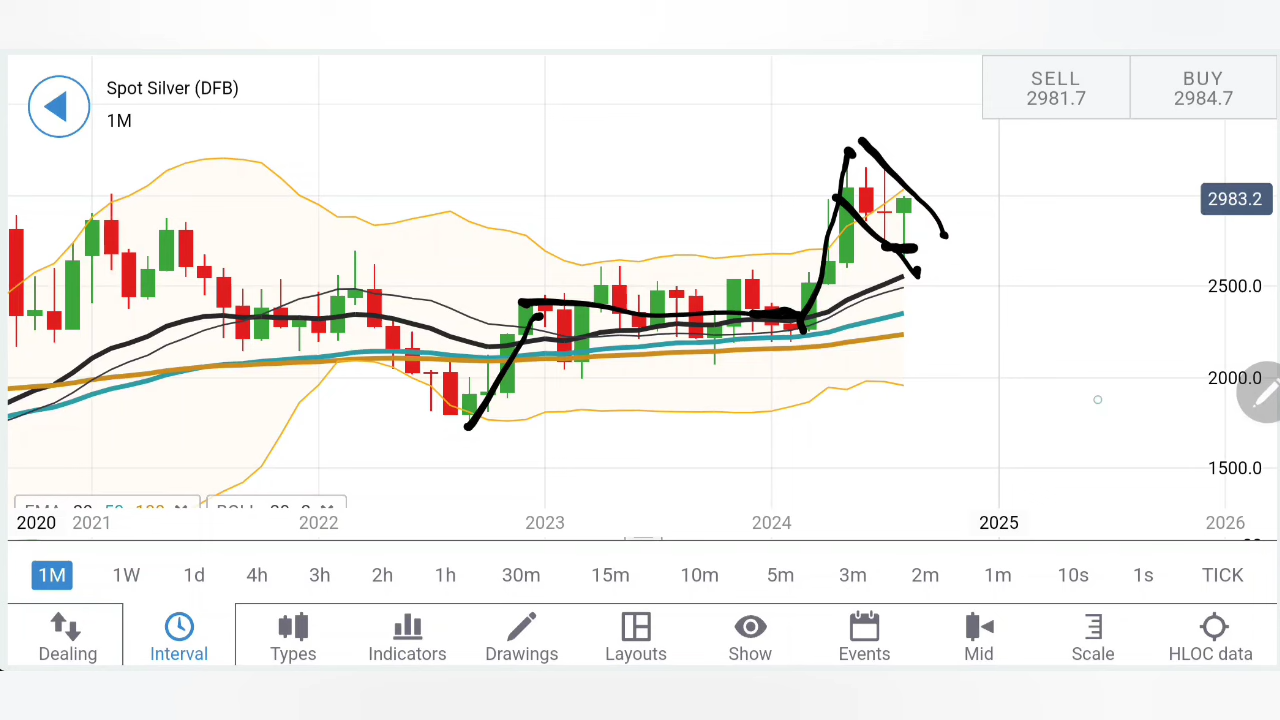 Spot Silver (DFB)
1M
SELL
2981.7
BUY
2984.7
2983.2
2500.0
2000.0
1500.0
2020 2021 2022 2023 2024 2025 2026
1M 1W 1d 4h 3h 2h 1h 30m 15m 10m 5m 3m 2m 1m 10s 1s TICK
Dealing Interval Types Indicators Drawings Layouts Show Events Mid Scale HLOC data